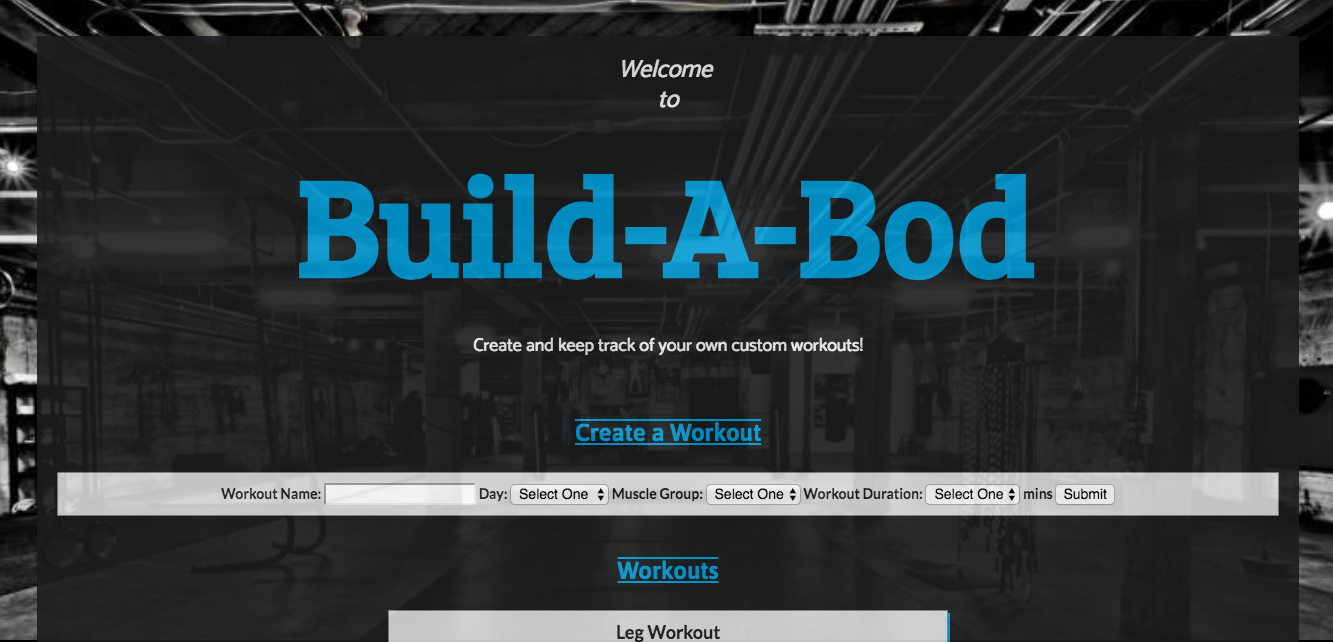 Welcome
to
Build-A-Bod
Create and keep track of your own custom workouts!
Create a Workout
Workout Name: Day: Select One Muscle Group: Select One Workout Duration: Select One mins Submit
Workouts
Leg Workout